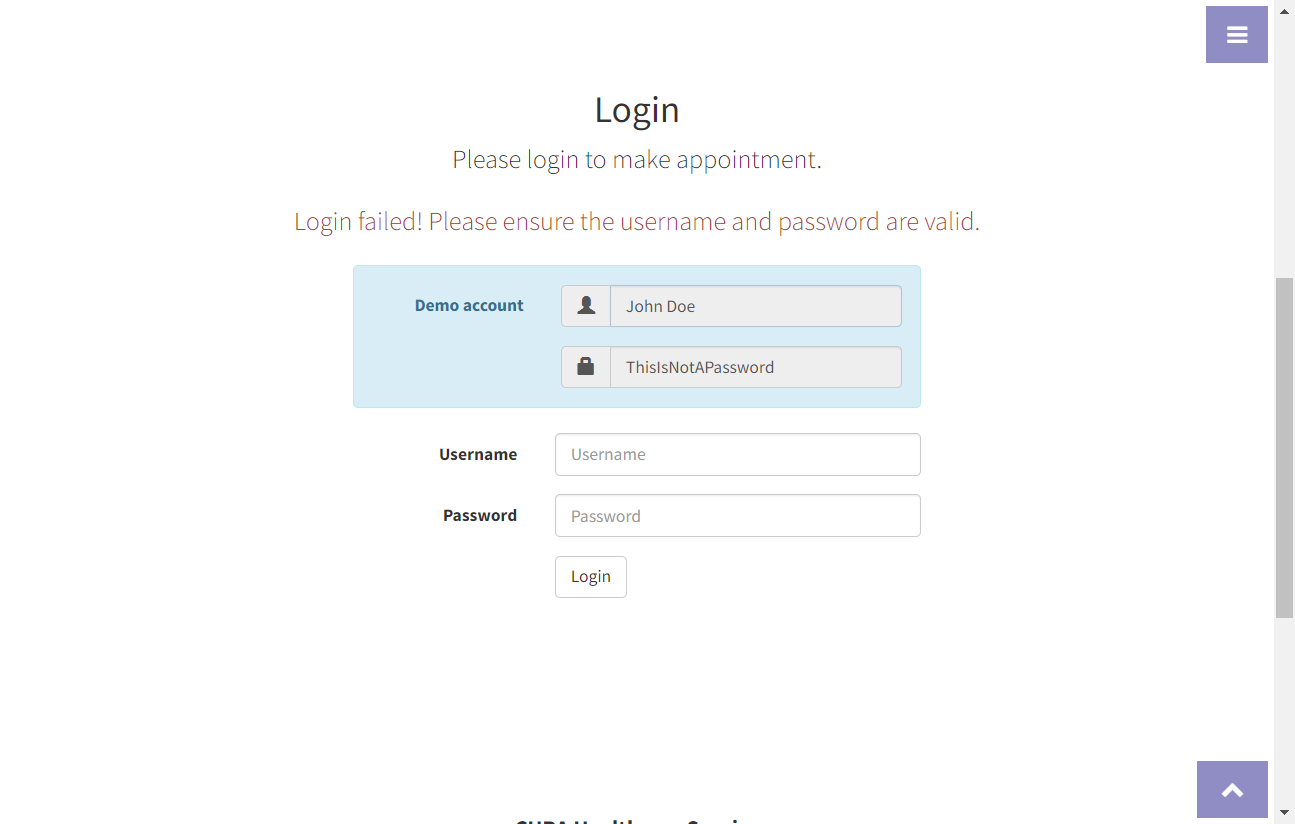 Login
Please login to make appointment.
Login failed! Please ensure the username and password are valid.
Demo account
John Doe
ThisIsNotAPassword
Username
Username
Password
Password
Login